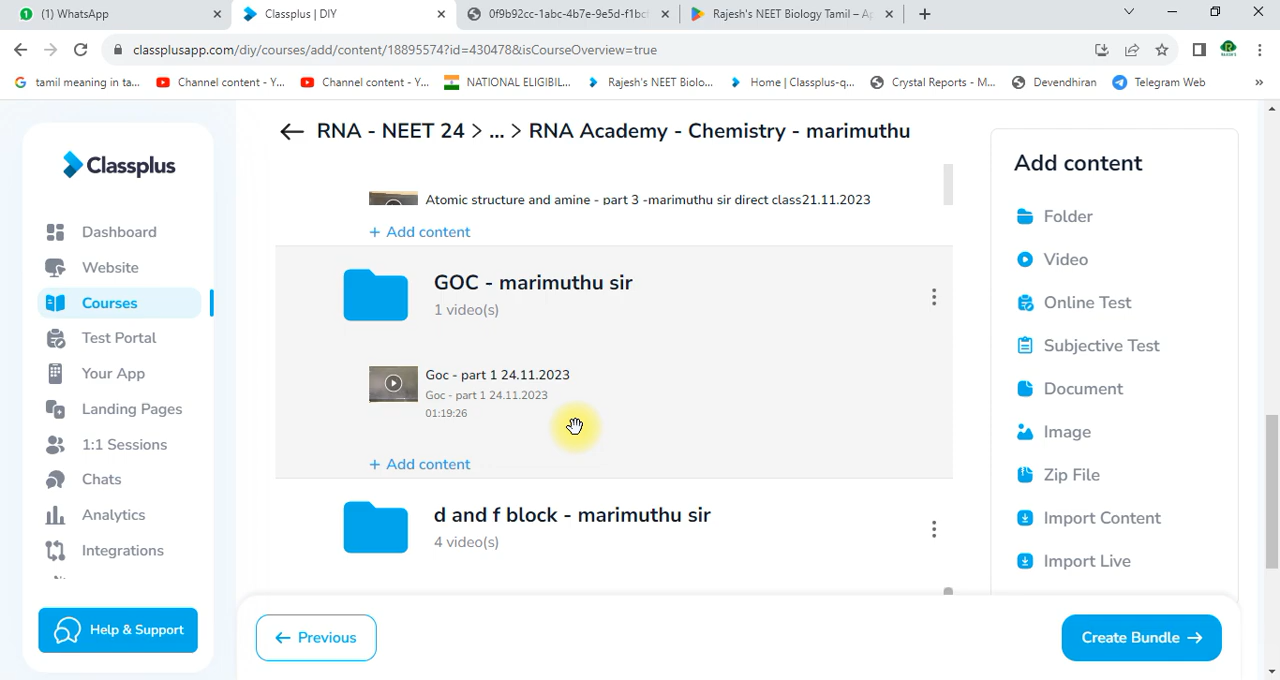 (1) WhatsApp
Classplus | DIY
0f9b92cc-1abc-4b7e-9e5d-f1bc
Rajesh's NEET Biology Tamil – A
classplusapp.com/diy/courses/add/content/18895574?id=430478&isCourseOverview=true
tamil meaning in ta...
Channel content - Y...
Channel content - Y...
NATIONAL ELIGIBIL...
Rajesh's NEET Biolo...
Home | Classplus-q...
Crystal Reports - M...
Devendhiran
Telegram Web
»
Classplus
Dashboard
Website
Courses
Test Portal
Your App
Landing Pages
1:1 Sessions
Chats
Analytics
Integrations
Help & Support
RNA - NEET 24 > ... > RNA Academy - Chemistry - marimuthu
Atomic structure and amine - part 3 -marimuthu sir direct class21.11.2023
+ Add content
GOC - marimuthu sir
1 video(s)
Goc - part 1 24.11.2023
Goc - part 1 24.11.2023
01:19:26
+ Add content
d and f block - marimuthu sir
4 video(s)
Previous
Create Bundle
Add content
Folder
Video
Online Test
Subjective Test
Document
Image
Zip File
Import Content
Import Live